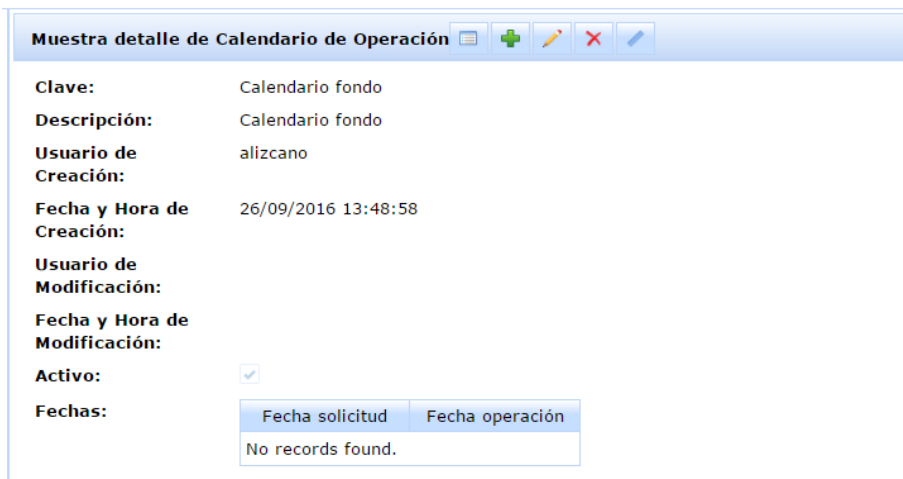 Muestra detalle de Calendario de Operación
Clave: Calendario fondo
Descripción: Calendario fondo
Usuario de alizcano
Creación:
Fecha y Hora de 26/09/2016 13:48:58
Creación:
Usuario de
Modificación:
Fecha y Hora de
Modificación:
Activo:
Fechas:
Fecha solicitud Fecha operación
No records found.